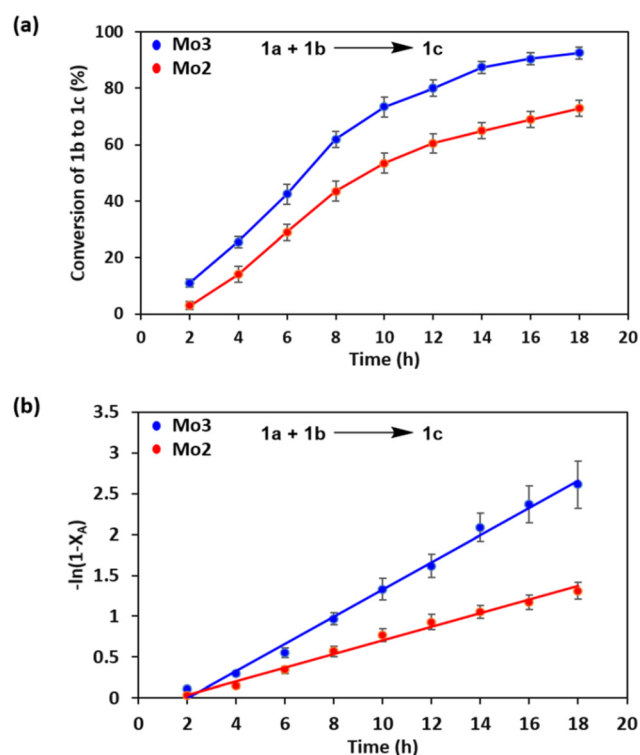 (a)
Mo3
Mo2
1a + 1b 1c
Conversion of 1b to 1c (%)
100
80
60
40
20
0
0 2 4 6 8 10 12 14 16 18 20
Time (h)
(b)
Mo3
Mo2
1a + 1b 1c
-ln(1-X_A)
3.5
3
2.5
2
1.5
1
0.5
0
0 2 4 6 8 10 12 14 16 18 20
Time (h)